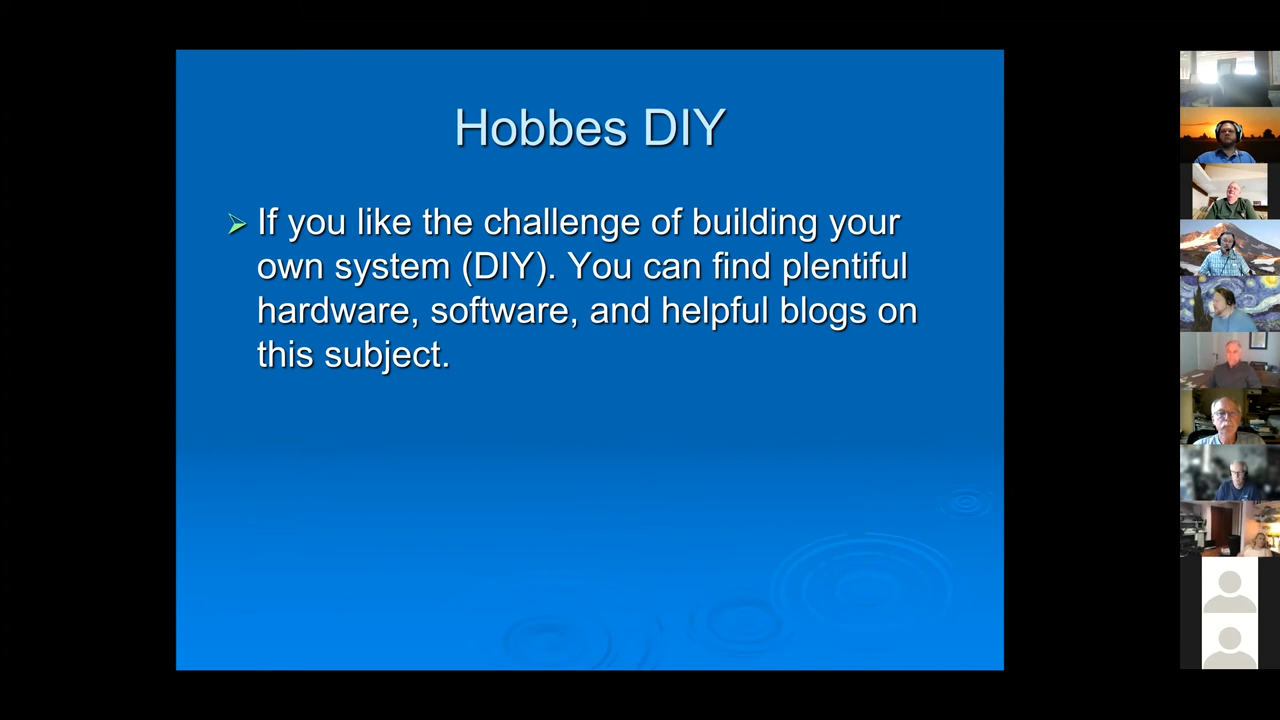 Hobbes DIY
If you like the challenge of building your
own system (DIY). You can find plentiful
hardware, software, and helpful blogs on
this subject.